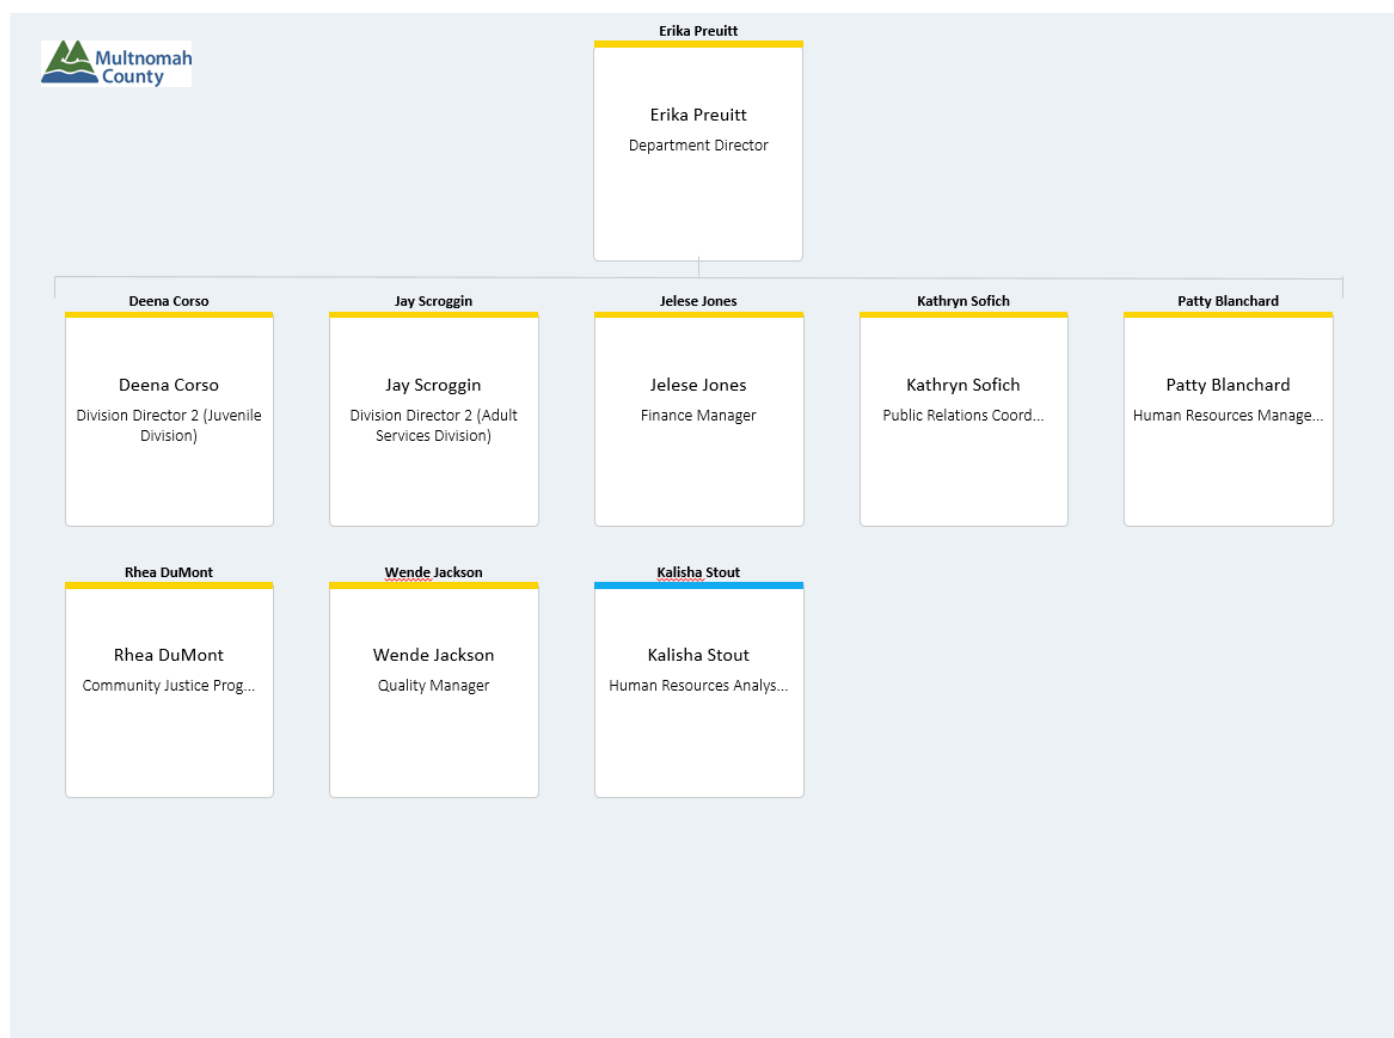 Multnomah
County
Erika Preuitt
Erika Preuitt
Department Director
Deena Corso
Jay Scroggin
Jelese Jones
Kathryn Sofich
Patty Blanchard
Deena Corso
Division Director 2 (Juvenile
Division)
Jay Scroggin
Division Director 2 (Adult
Services Division)
Jelese Jones
Finance Manager
Kathryn Sofich
Public Relations Coord...
Patty Blanchard
Human Resources Manage...
Rhea DuMont
Wende Jackson
Kalisha Stout
Rhea DuMont
Community Justice Prog...
Wende Jackson
Quality Manager
Kalisha Stout
Human Resources Analys...